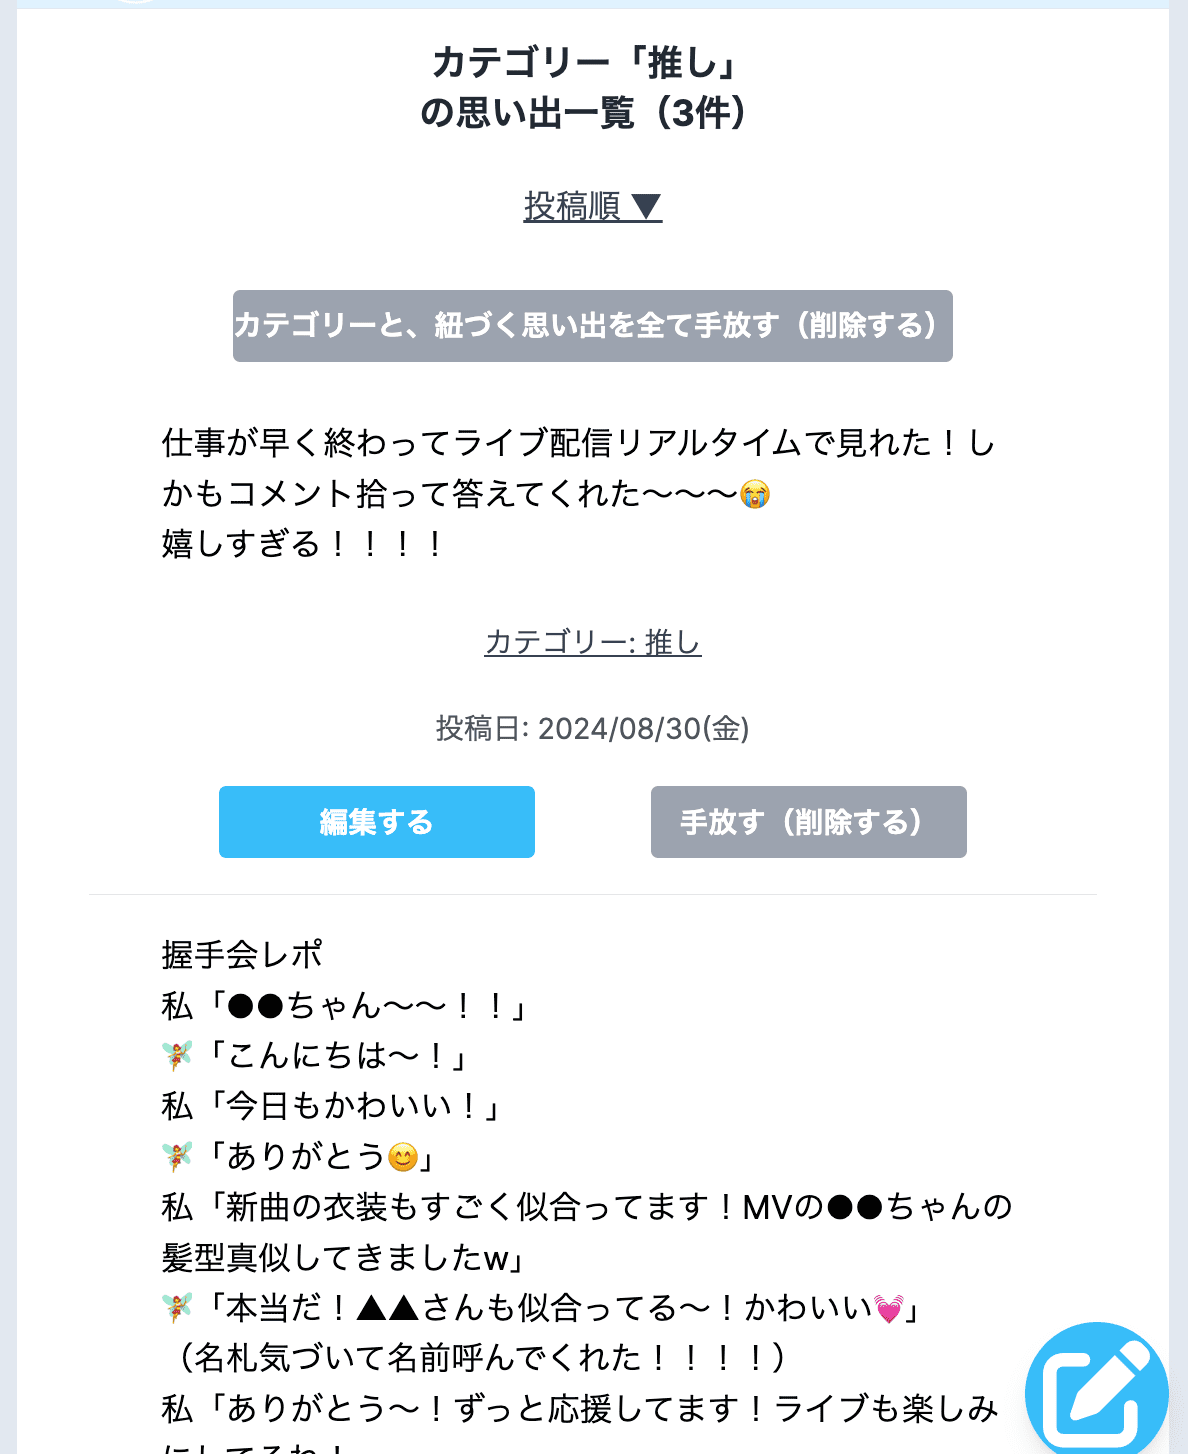 カテゴリー「推し」
の思い出一覧（3件）
投稿順 ▼
カテゴリーと、紐づく思い出を全て手放す（削除する）
仕事が早く終わってライブ配信リアルタイムで見れた！し
かもコメント拾って答えてくれた〜〜〜😭
嬉しすぎる！！！！
カテゴリー: 推し
投稿日: 2024/08/30(金)
編集する
手放す（削除する）
握手会レポ
私「●●ちゃん〜〜！！」
🧚「こんにちは〜！」
私「今日もかわいい！」
🧚「ありがとう😊」
私「新曲の衣装もすごく似合ってます！MVの●●ちゃんの
髪型真似してきましたw」
🧚「本当だ！▲▲さんも似合ってる〜！かわいい💓」
（名札気づいて名前呼んでくれた！！！！）
私「ありがとう〜！ずっと応援してます！ライブも楽しみ
にしてるね！